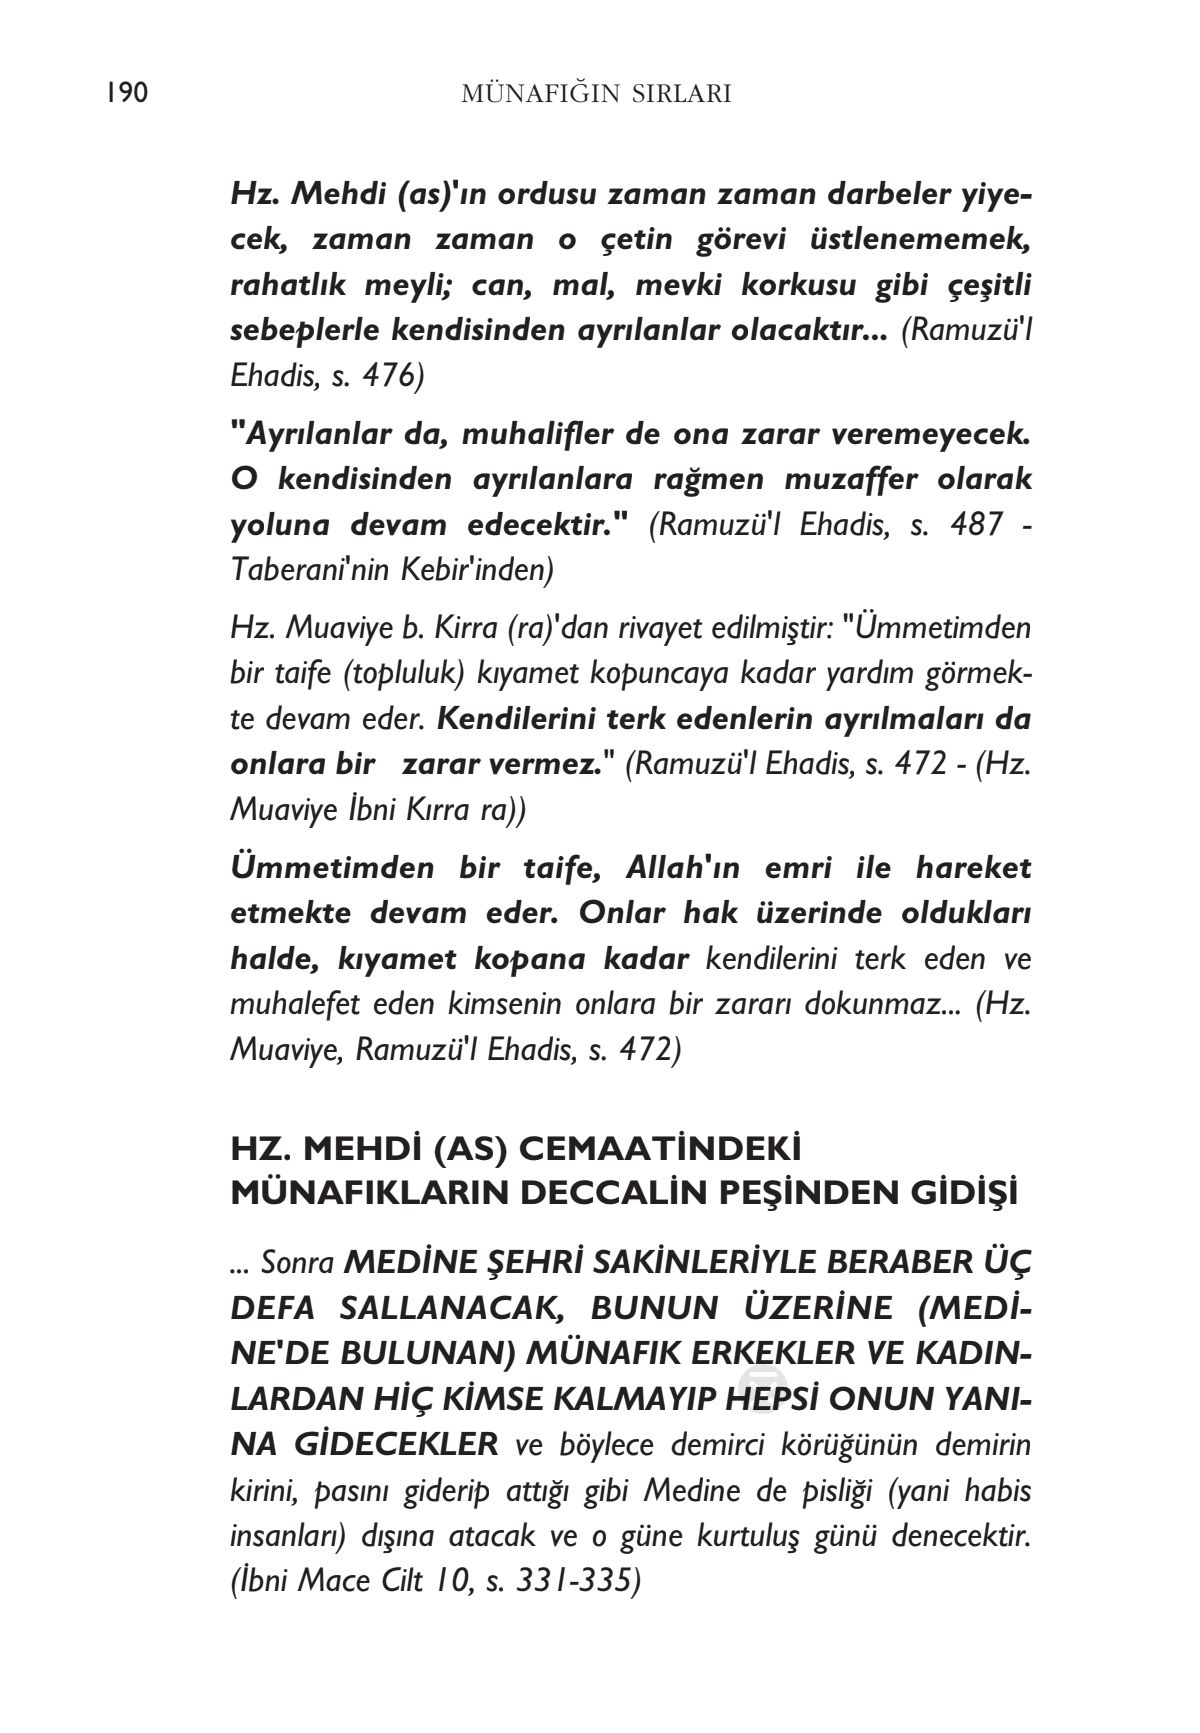 190
MÜNAFIĞIN SIRLARI
Hz. Mehdi (as)'ın ordusu zaman zaman darbeler yiye-
cek, zaman zaman o çetin görevi üstlenememek,
rahatlık meyli; can, mal, mevki korkusu gibi çeşitli
sebeplerle kendisinden ayrılanlar olacaktır... (Ramuzü'l
Ehadis, s. 476)
"Ayrılanlar da, muhalifler de ona zarar veremeyecek.
O kendisinden ayrılanlara rağmen muzaffer olarak
yoluna devam edecektir." (Ramuzü'l Ehadis, s. 487 -
Taberani'nin Kebir'inden)
Hz. Muaviye b. Kirra (ra)'dan rivayet edilmiştir: "Ümmetimden
bir taife (topluluk) kıyamet kopuncaya kadar yardım görmek-
te devam eder. Kendilerini terk edenlerin ayrılmaları da
onlara bir zarar vermez." (Ramuzü'l Ehadis, s. 472 - (Hz.
Muaviye İbni Kırra ra))
Ümmetimden bir taife, Allah'ın emri ile hareket
etmekte devam eder. Onlar hak üzerinde oldukları
halde, kıyamet kopana kadar kendilerini terk eden ve
muhalefet eden kimsenin onlara bir zararı dokunmaz... (Hz.
Muaviye, Ramuzü'l Ehadis, s. 472)
HZ. MEHDİ (AS) CEMAATİNDEKİ
MÜNAFIKLARIN DECCALİN PEŞİNDEN GİDİŞİ
... Sonra MEDİNE ŞEHRİ SAKİNLERİYLE BERABER ÜÇ
DEFA SALLANACAK, BUNUN ÜZERİNE (MEDİ-
NE'DE BULUNAN) MÜNAFIK ERKEKLER VE KADIN-
LARDAN HİÇ KİMSE KALMAYIP HEPSİ ONUN YANI-
NA GİDECEKLER ve böylece demirci körüğünün demirin
kirini, pasını giderip attığı gibi Medine de pisliği (yani habis
insanları) dışına atacak ve o güne kurtuluş günü denecektir.
(İbni Mace Cilt 10, s. 331-335)